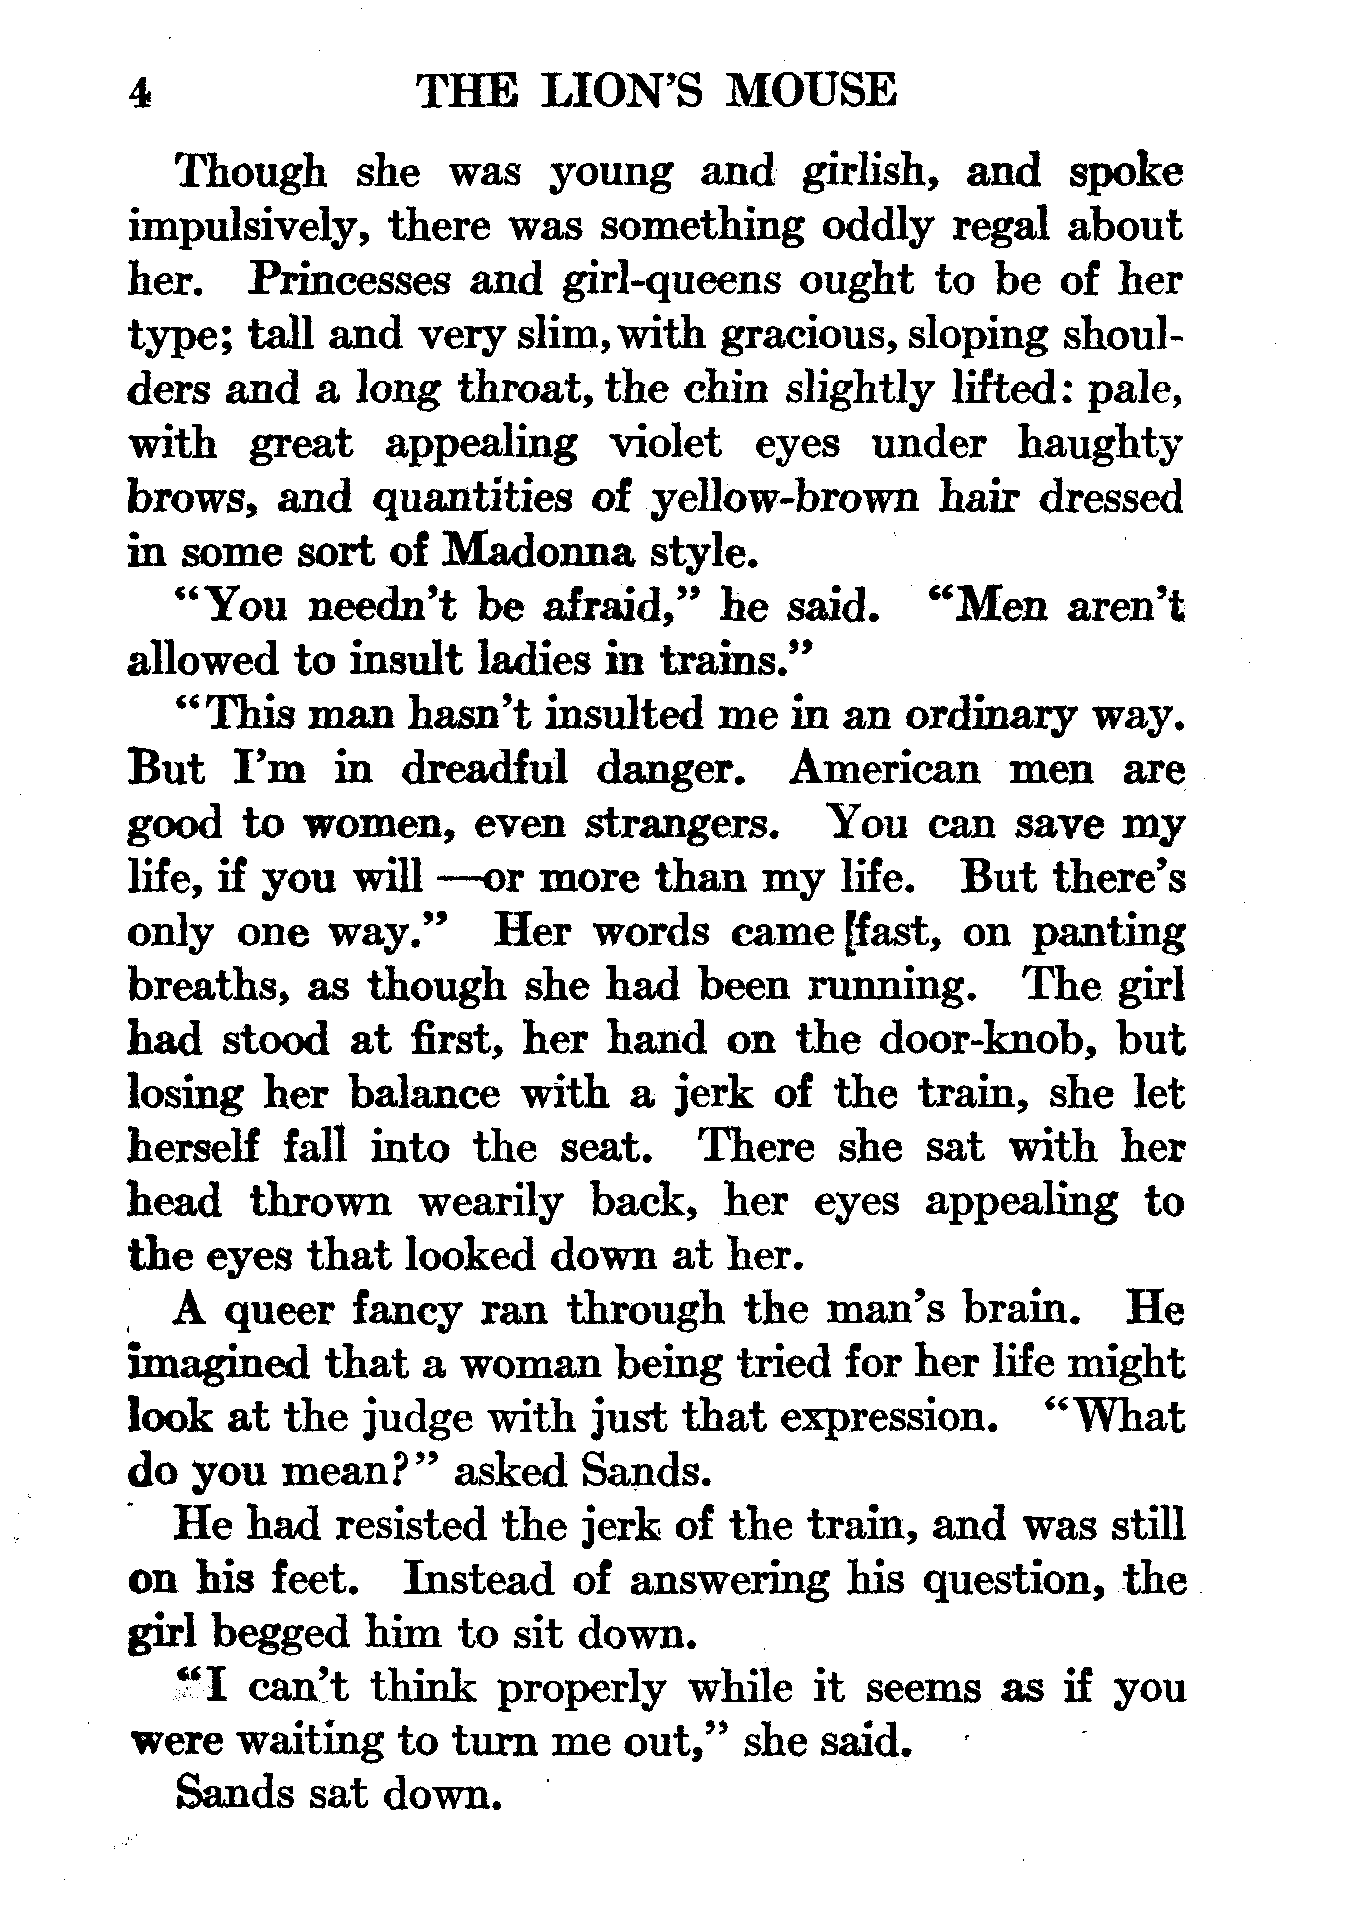 4 THE LION'S MOUSE
Though she was young and girlish, and spoke
impulsively, there was something oddly regal about
her. Princesses and girl-queens ought to be of her
type; tall and very slim, with gracious, sloping shoul-
ders and a long throat, the chin slightly lifted: pale,
with great appealing violet eyes under haughty
brows, and quantities of yellow-brown hair dressed
in some sort of Madonna style.
"You needn't be afraid," he said. "Men aren't
allowed to insult ladies in trains."
"This man hasn't insulted me in an ordinary way.
But I'm in dreadful danger. American men are
good to women, even strangers. You can save my
life, if you will —or more than my life. But there's
only one way." Her words came [fast, on panting
breaths, as though she had been running. The girl
had stood at first, her hand on the door-knob, but
losing her balance with a jerk of the train, she let
herself fall into the seat. There she sat with her
head thrown wearily back, her eyes appealing to
the eyes that looked down at her.
A queer fancy ran through the man's brain. He
imagined that a woman being tried for her life might
look at the judge with just that expression. "What
do you mean?" asked Sands.
He had resisted the jerk of the train, and was still
on his feet. Instead of answering his question, the
girl begged him to sit down.
"I can't think properly while it seems as if you
were waiting to turn me out," she said.
Sands sat down.